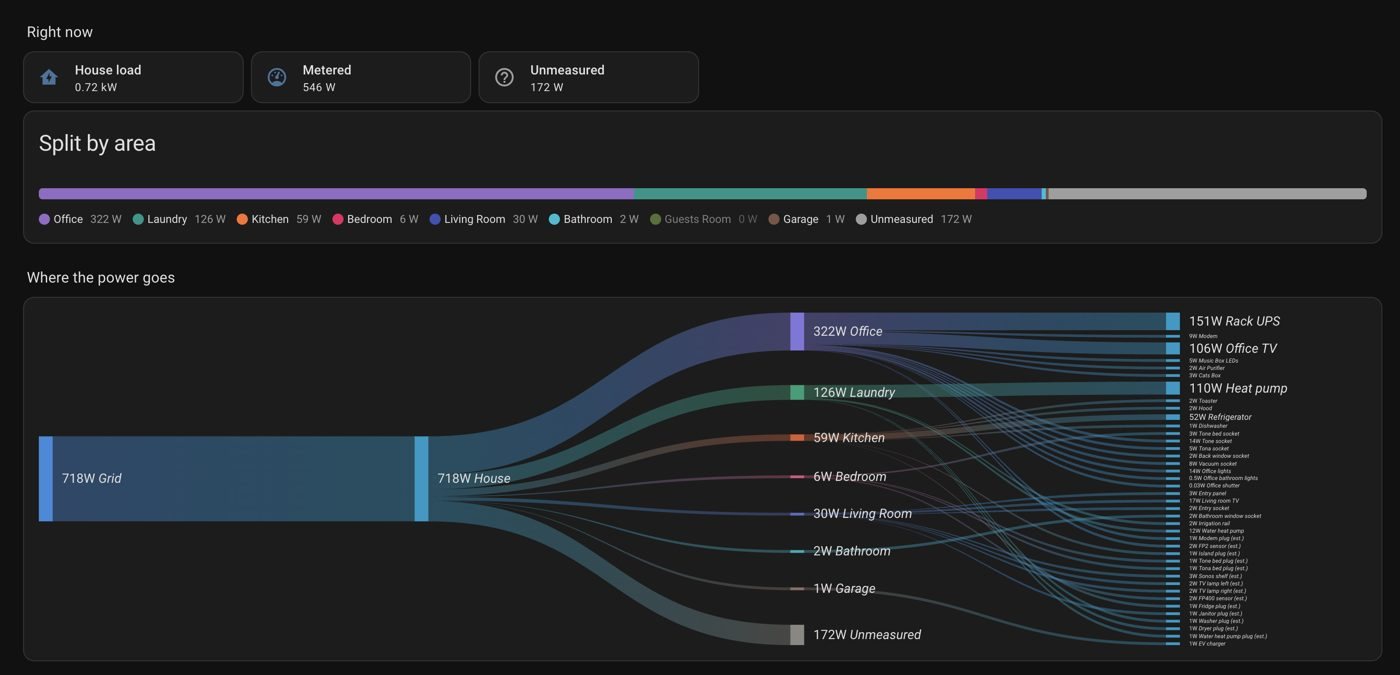 Right now
House load
0.72 kW
Metered
546 W
Unmeasured
172 W
Split by area
Office 322 W Laundry 126 W Kitchen 59 W Bedroom 6 W Living Room 30 W Bathroom 2 W Guests Room 0 W Garage 1 W Unmeasured 172 W
Where the power goes
718W Grid
718W House
322W Office
126W Laundry
59W Kitchen
6W Bedroom
30W Living Room
2W Bathroom
1W Garage
172W Unmeasured
151W Rack UPS
9W Modem
106W Office TV
5W Music Box LEDs
2W Air Purifier
3W Cats Box
110W Heat pump
2W Toaster
2W Hood
52W Refrigerator
1W Dishwasher
3W Tone bed socket
14W Tone socket
5W Tona socket
2W Back window socket
8W Vacuum socket
14W Office lights
0.5W Office bathroom lights
0.03W Office shutter
3W Entry panel
17W Living room TV
2W Entry socket
2W Bathroom window socket
2W Irrigation rail
12W Water heat pump
1W Modem plug (est.)
2W FP2 sensor (est.)
1W Island plug (est.)
1W Tone bed plug (est.)
1W Tona bed plug (est.)
3W Sonos shelf (est.)
2W TV lamp left (est.)
2W TV lamp right (est.)
2W FP400 sensor (est.)
1W Fridge plug (est.)
1W Janitor plug (est.)
1W Washer plug (est.)
1W Dryer plug (est.)
1W Water heat pump plug (est.)
1W EV charger